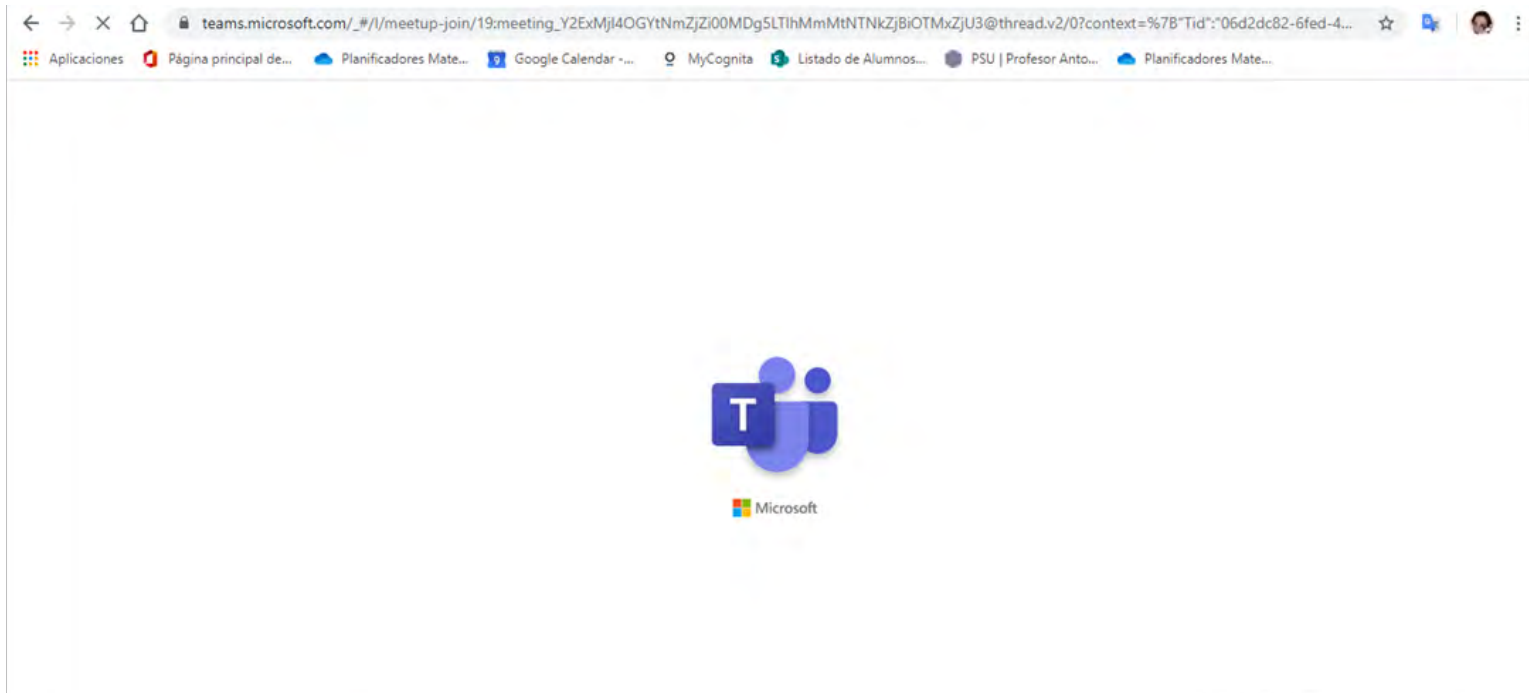 teams.microsoft.com/_#/l/meetup-join/19:meeting_Y2ExMjI4OGYtNmZjZi00MDg5LTlhMmMtNTNkZjBiOTMxZjU3@thread.v2/0?context=%7B"Tid":"06d2dc82-6fed-4...
Aplicaciones Página principal de... Planificadores Mate... 9 Google Calendar -... MyCognita S Listado de Alumnos... PSU | Profesor Anto... Planificadores Mate...
T
Microsoft